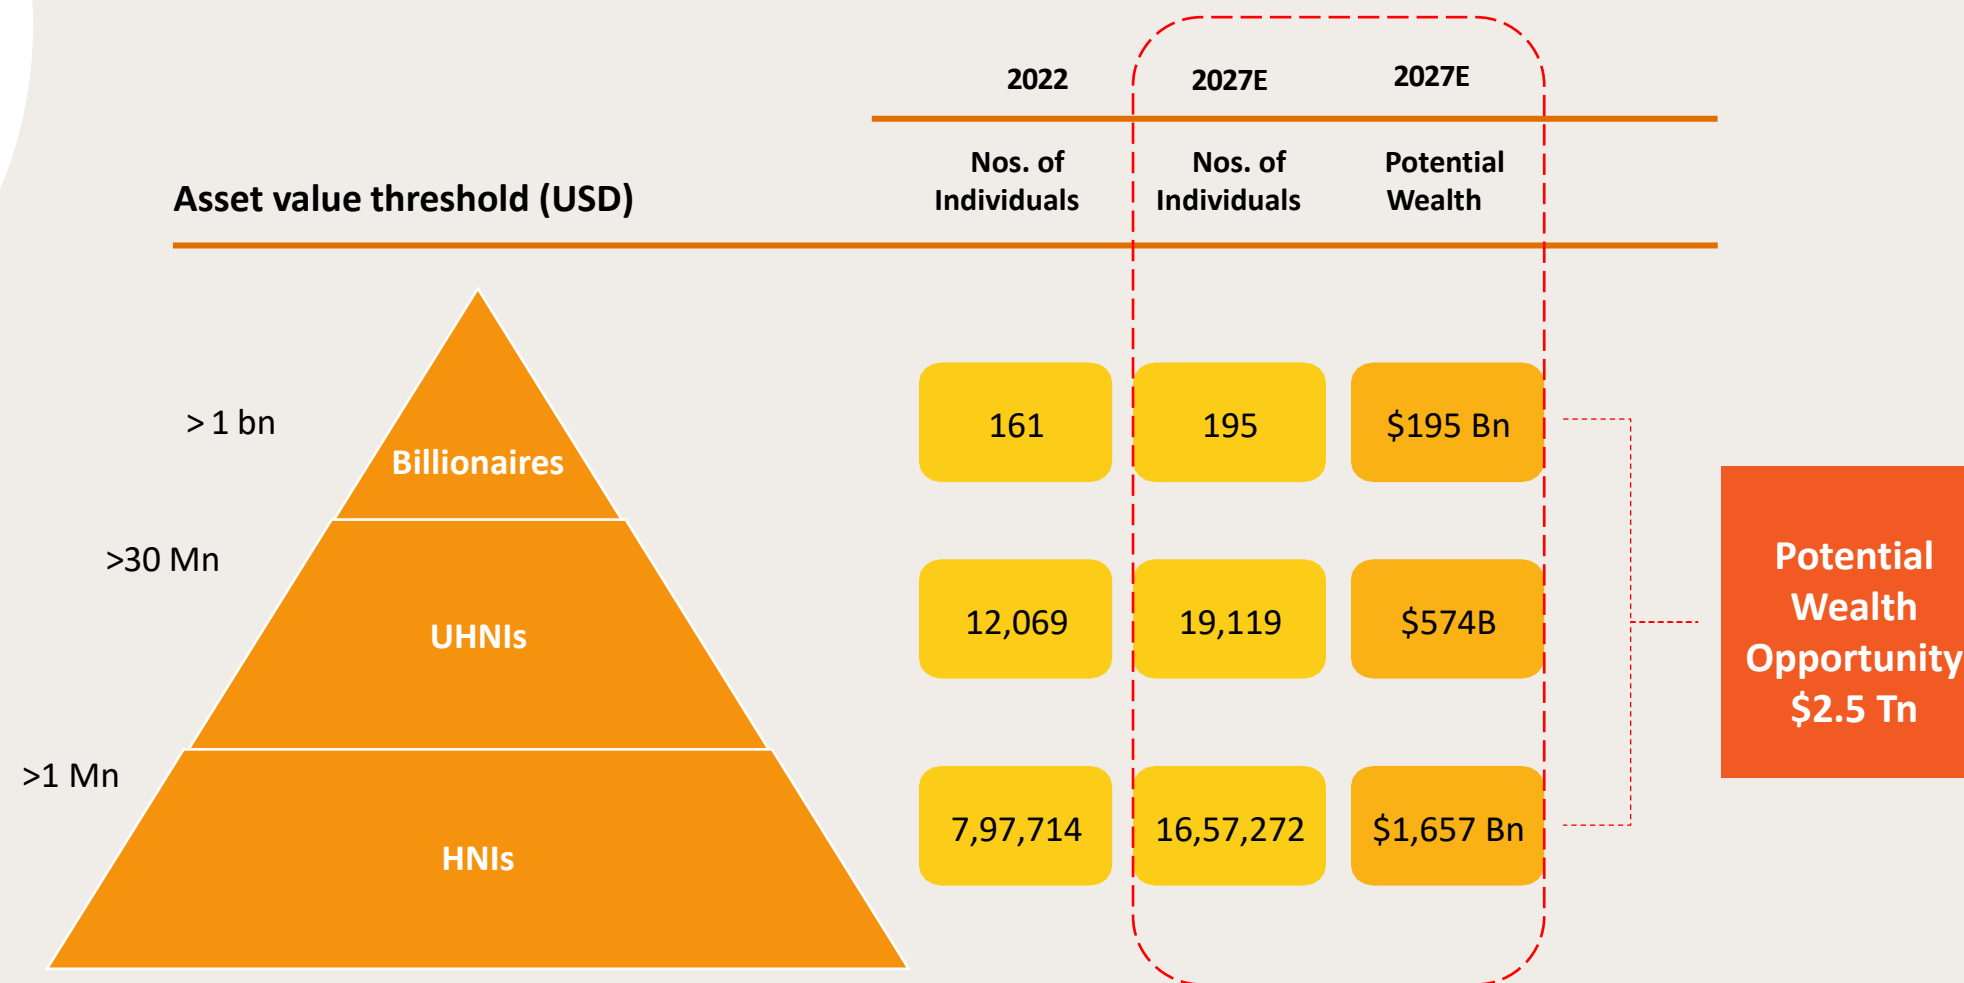 2022
2027E
2027E
Asset value threshold (USD)
Nos. of
Individuals
Nos. of
Individuals
Potential
Wealth
> 1 bn
Billionaires
161
195
$195 Bn
>30 Mn
UHNIs
12,069
19,119
$574B
>1 Mn
HNIs
7,97,714
16,57,272
$1,657 Bn
Potential
Wealth
Opportunity
$2.5 Tn